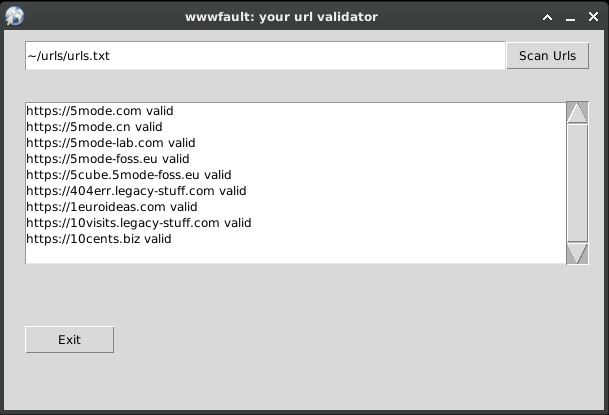 wwwfault: your url validator
~/urls/urls.txt
Scan Urls
https://5mode.com valid
https://5mode.cn valid
https://5mode-lab.com valid
https://5mode-foss.eu valid
https://5cube.5mode-foss.eu valid
https://404err.legacy-stuff.com valid
https://1euroideas.com valid
https://10visits.legacy-stuff.com valid
https://10cents.biz valid
Exit